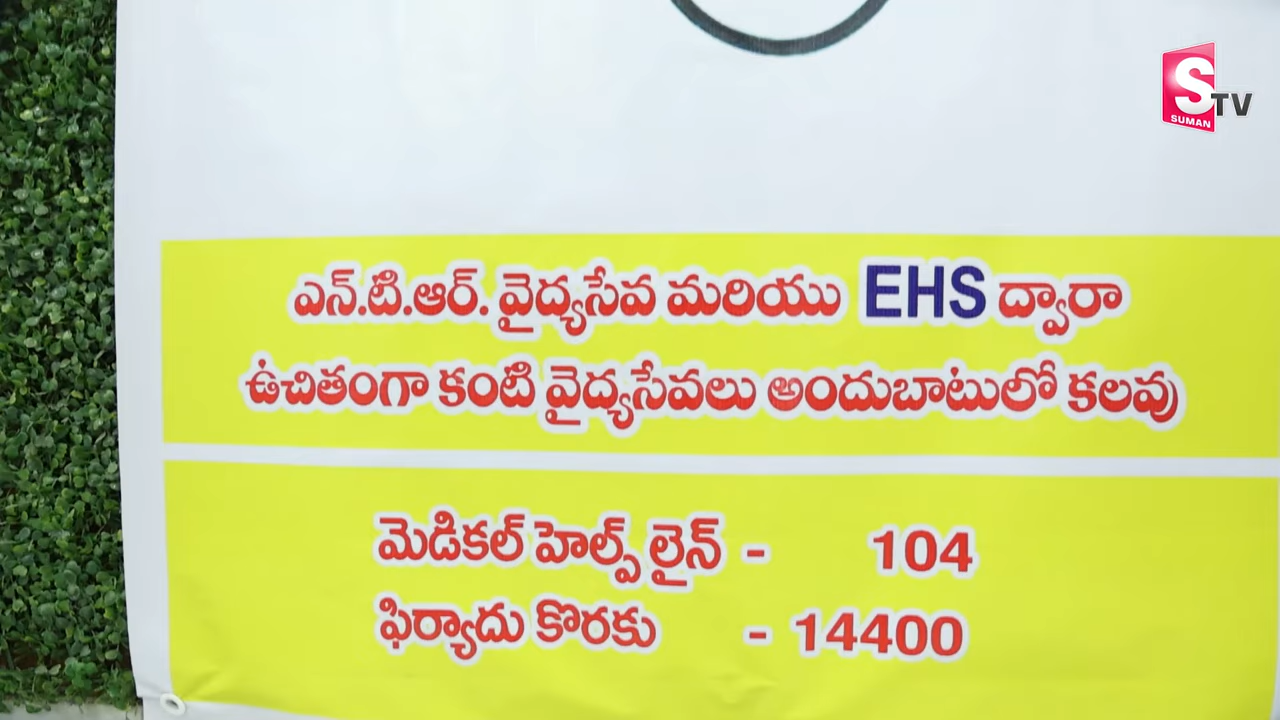 S TV
SUMAN
ఎన్.టి.ఆర్. వైద్యసేవ మరియు EHS ద్వారా
ఉచితంగా కంటి వైద్యసేవలు అందుబాటులో కలవు
మెడికల్ హెల్ప్ లైన్ - 104
ఫిర్యాదు కొరకు - 14400